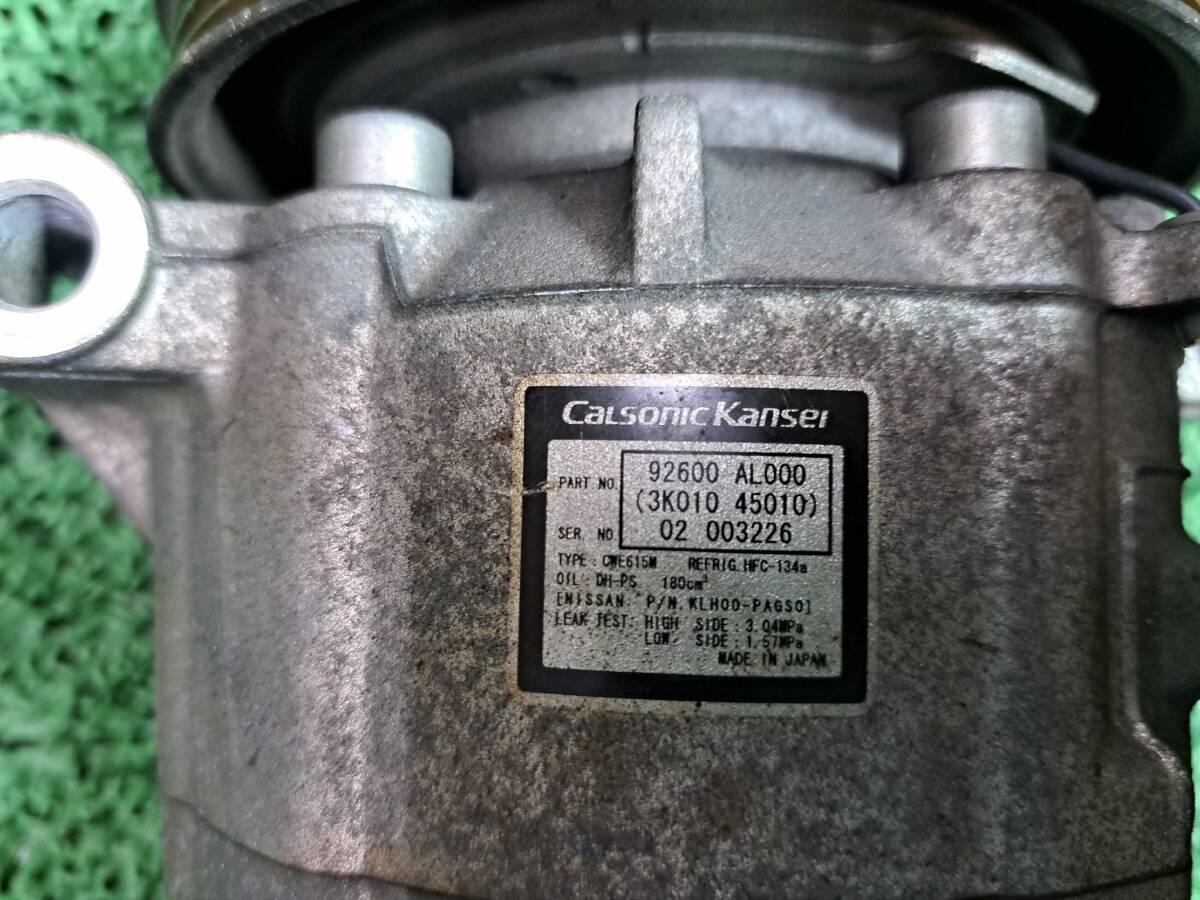 Calsonic Kansei
PART NO. 92600 AL000
(3K010 45010)
SER. NO. 02 003226
TYPE : CWE615M REFRIG.HFC-134a
OIL : DH-PS 180cm³
[NISSAN: P/N.KLH00-PAGS0]
LEAK TEST: HIGH SIDE : 3.04MPa
LOW SIDE : 1.57MPa
MADE IN JAPAN